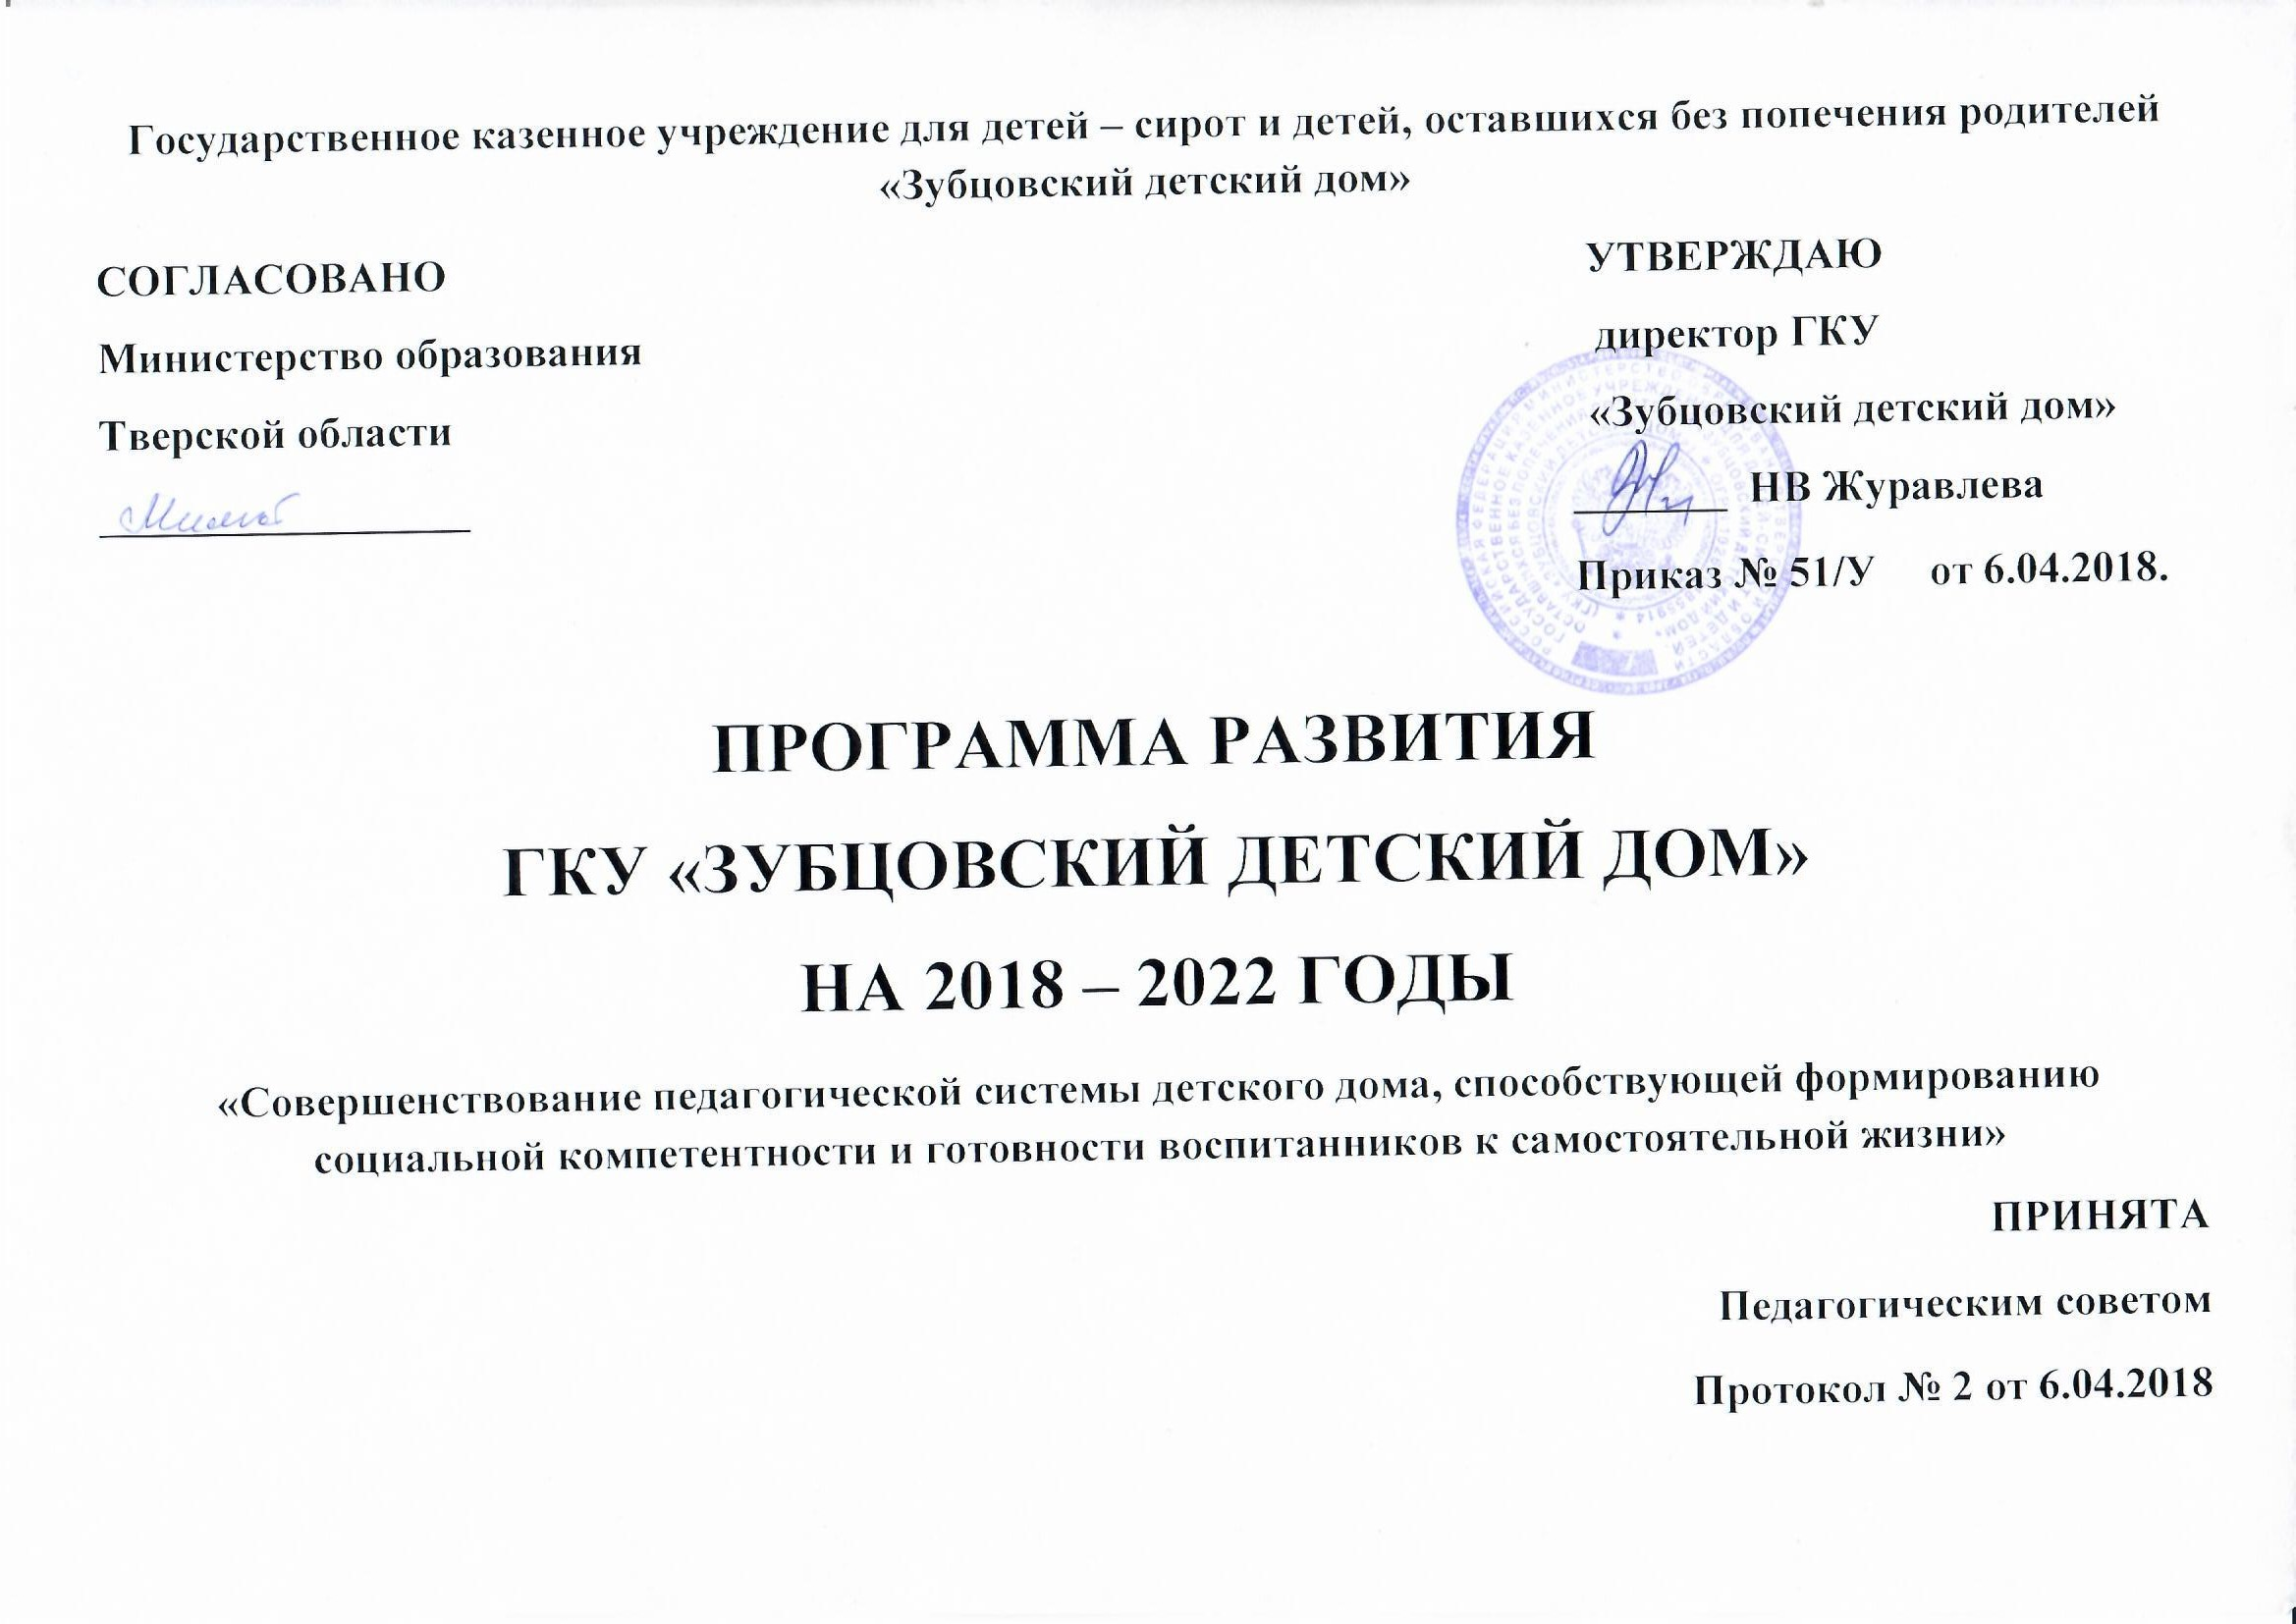 Государственное казенное учреждение для детей – сирот и детей, оставшихся без попечения родителей
«Зубцовский детский дом»
СОГЛАСОВАНО
Министерство образования
Тверской области
УТВЕРЖДАЮ
директор ГКУ
«Зубцовский детский дом»
НВ Журавлева
Приказ № 51/У от 6.04.2018.
ПРОГРАММА РАЗВИТИЯ
ГКУ «ЗУБЦОВСКИЙ ДЕТСКИЙ ДОМ»
НА 2018 – 2022 ГОДЫ
«Совершенствование педагогической системы детского дома, способствующей формированию
социальной компетентности и готовности воспитанников к самостоятельной жизни»
ПРИНЯТА
Педагогическим советом
Протокол № 2 от 6.04.2018